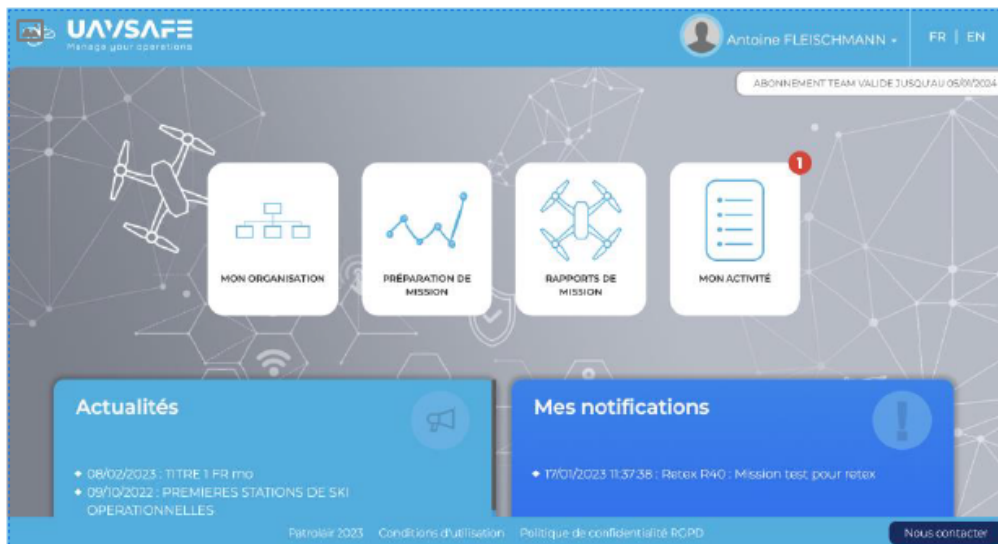 UAVSAFE
Manage your operations
Antoine FLEISCHMANN
FR | EN
ABONNEMENT TEAM VALIDE JUSQU'AU 05/01/2024
1
MON ORGANISATION
PRÉPARATION DE
MISSION
RAPPORTS DE
MISSION
MON ACTIVITÉ
Actualités
08/02/2023 : TITRE 1 FR mo
09/10/2022 : PREMIERES STATIONS DE SKI
OPERATIONNELLES
Mes notifications
17/01/2023 11:37:38 : Retex R40 : Mission test pour retex
Patrolair 2023 Conditions d'utilisation Politique de confidentialité RGPD
Nous contacter